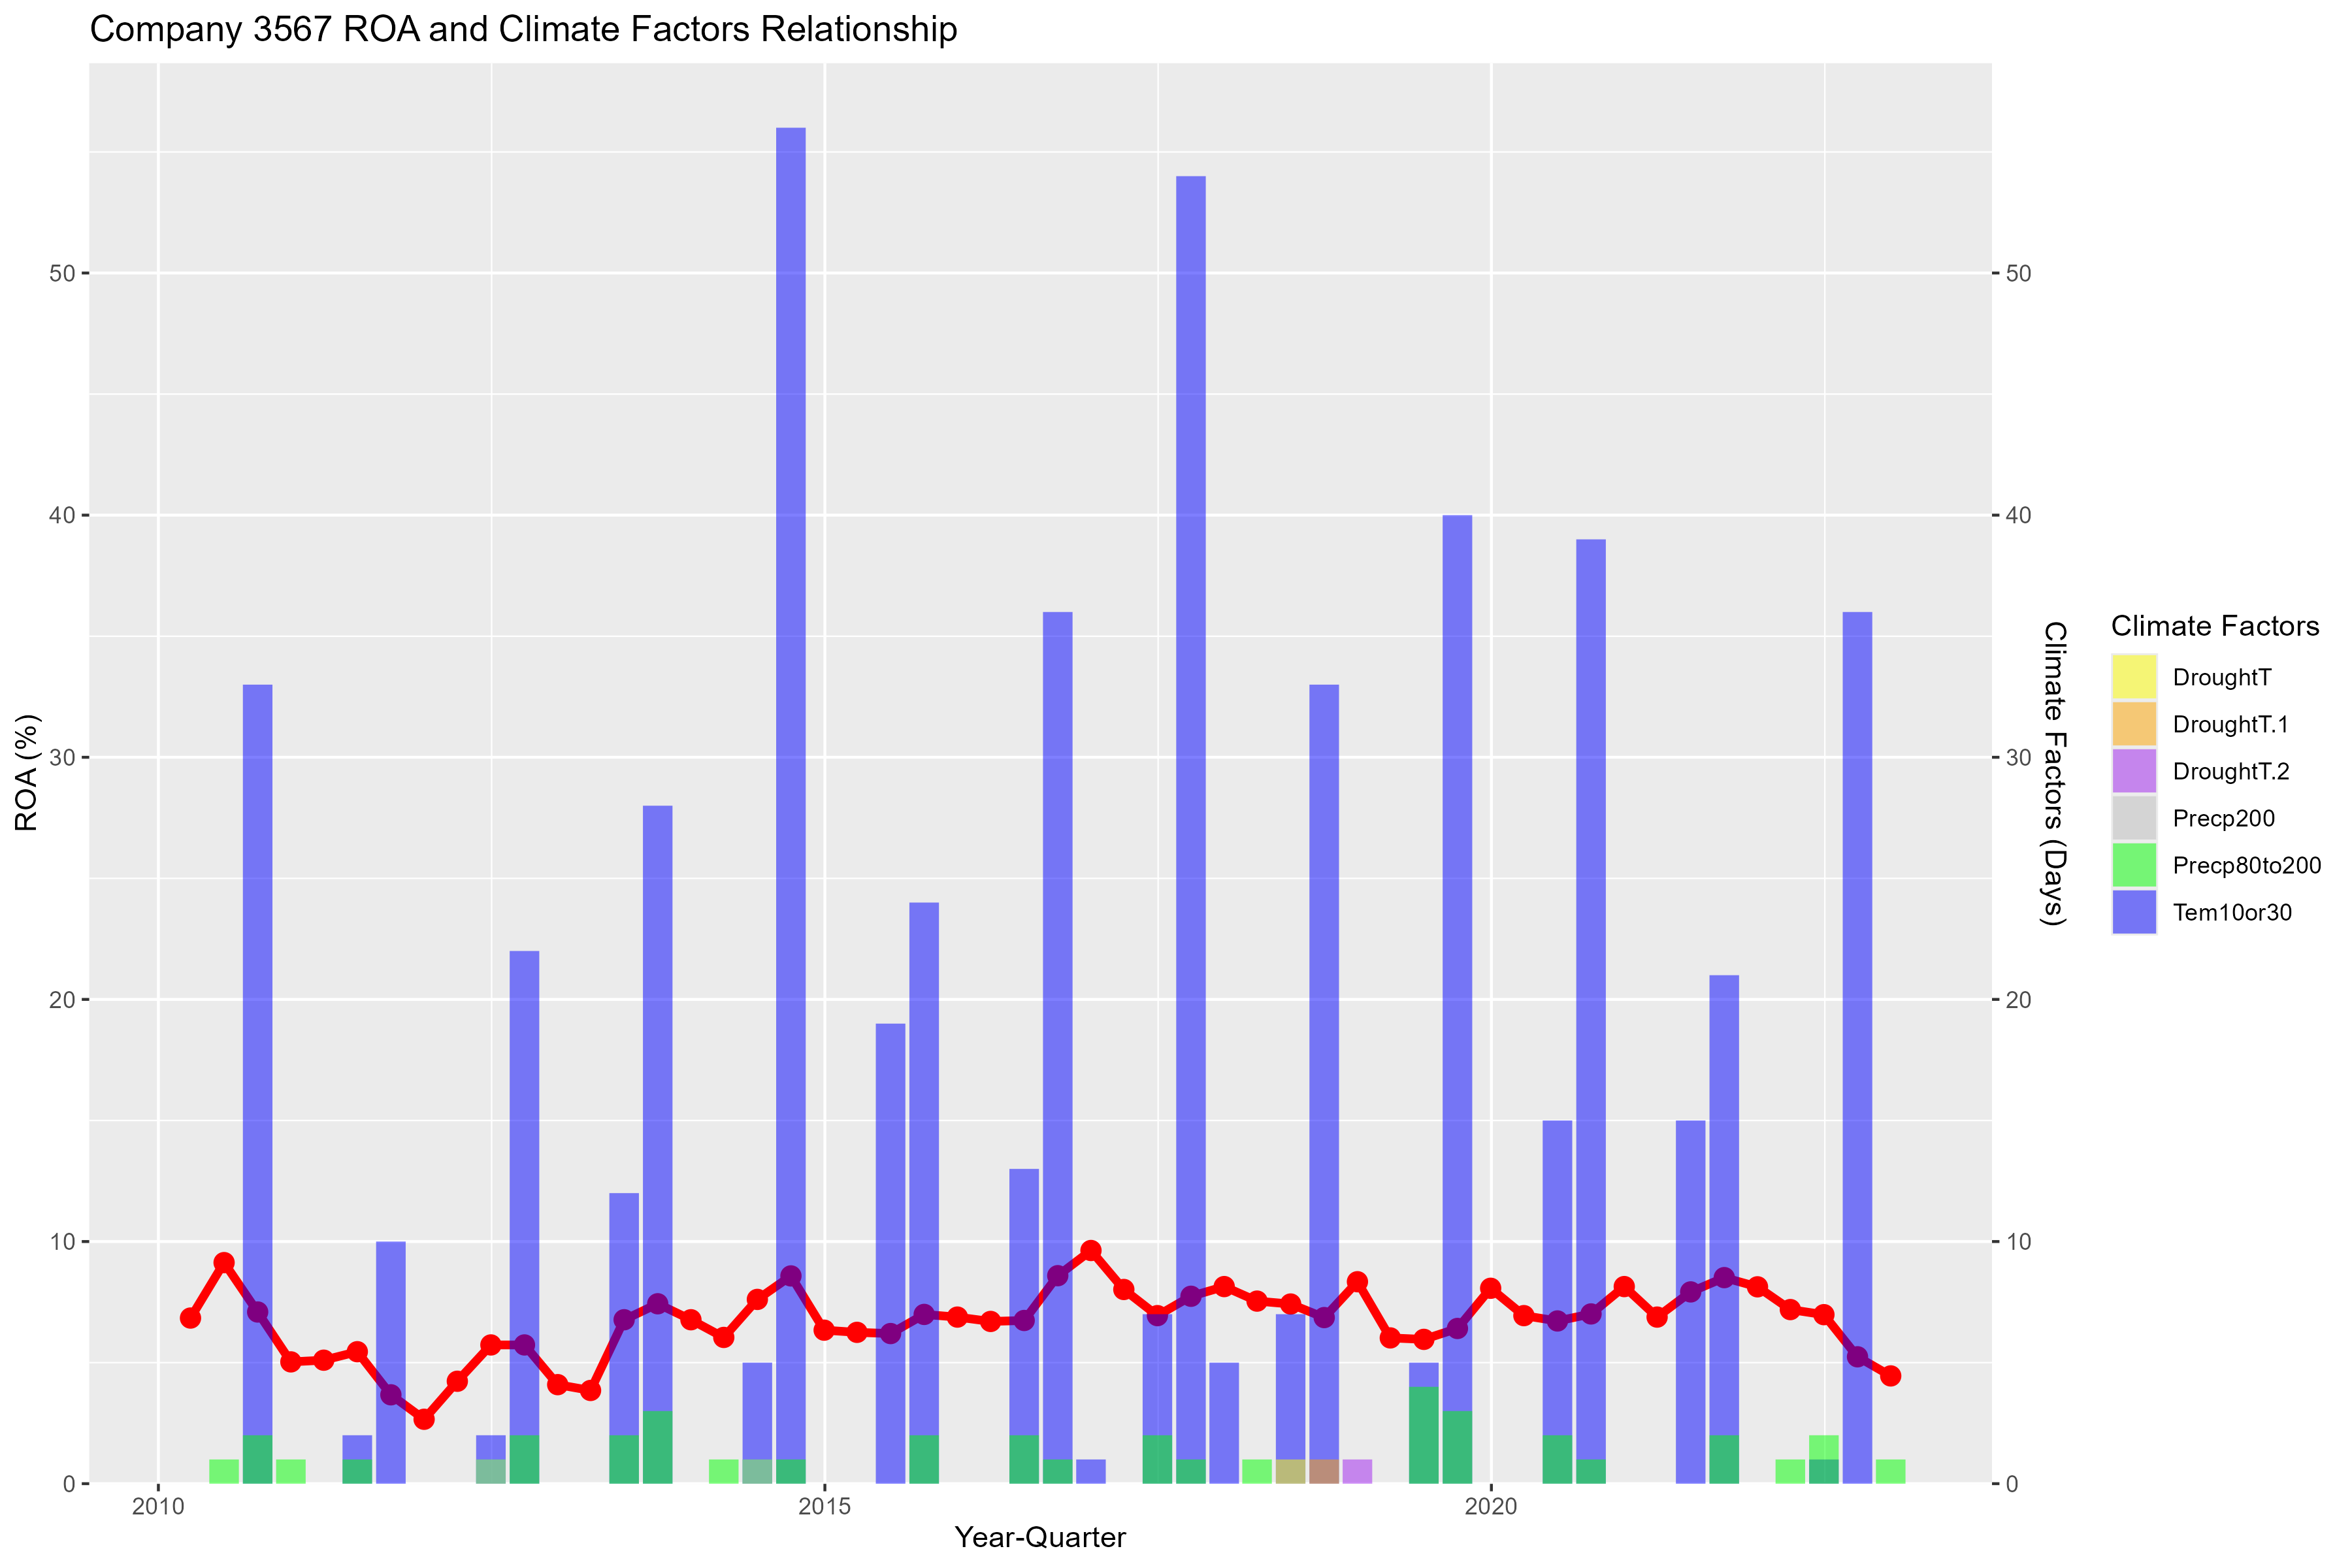 Company 3567 ROA and Climate Factors Relationship
ROA (%)
50
40
30
20
10
0
2010
2015
2020
Year-Quarter
50
40
30
20
10
0
Climate Factors (Days)
Climate Factors
DroughtT
DroughtT.1
DroughtT.2
Precp200
Precp80to200
Tem10or30